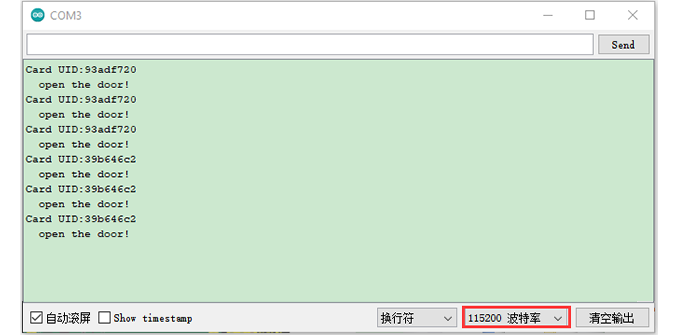 COM3
Send
Card UID:93adf720
open the door!
Card UID:93adf720
open the door!
Card UID:93adf720
open the door!
Card UID:39b646c2
open the door!
Card UID:39b646c2
open the door!
Card UID:39b646c2
open the door!
自动滚屏 Show timestamp 换行符 115200 波特率 清空输出